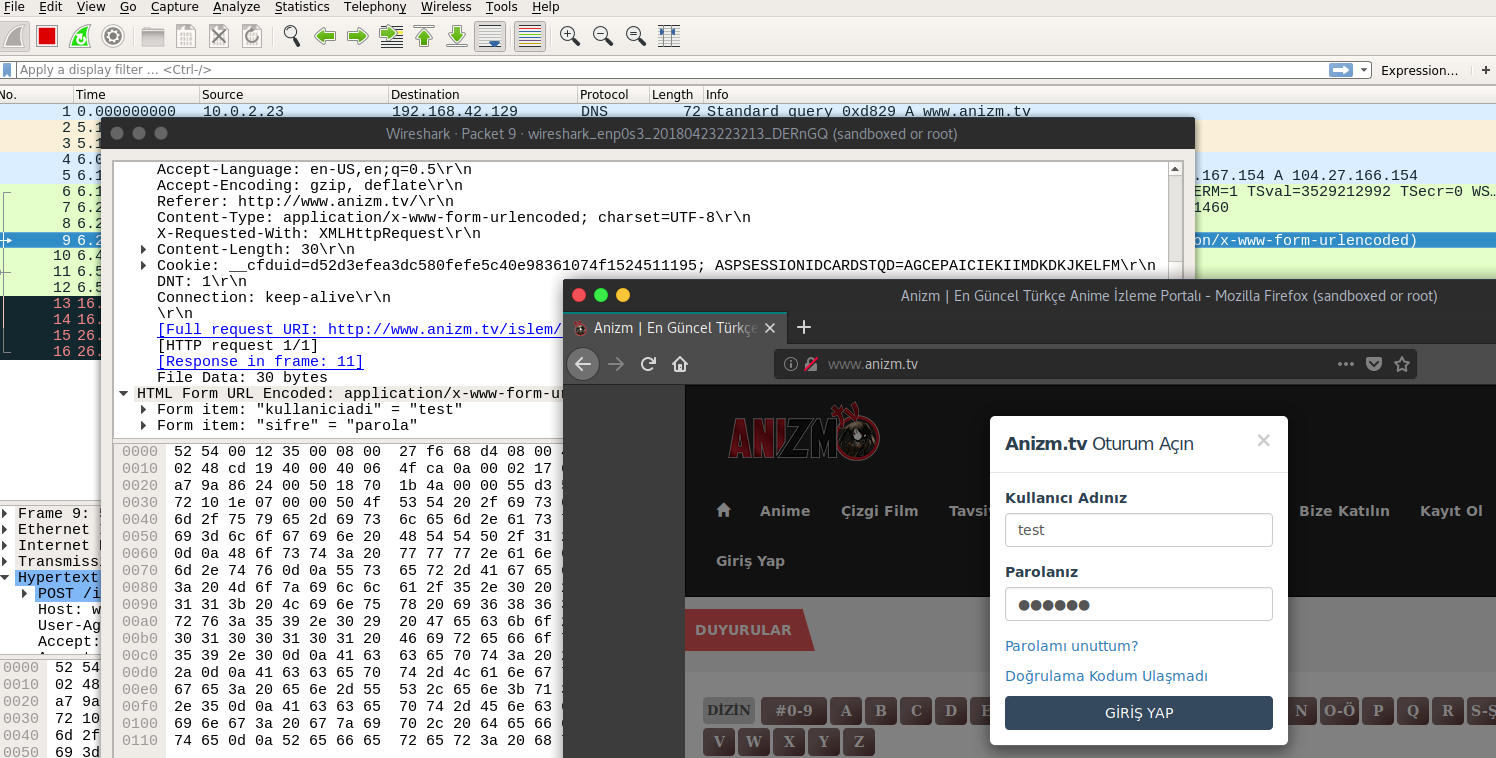 File Edit View Go Capture Analyze Statistics Telephony Wireless Tools Help
Apply a display filter ... <Ctrl-/>
Expression...
+
No. Time Source Destination Protocol Length Info
1 0.000000000 10.0.2.23 192.168.42.129 DNS 72 Standard query 0xd829 A www.anizm.tv
2 5.1
3 5.1
4 6.0
5 6.1 .167.154 A 104.27.166.154
6 6.1 ERM=1 TSval=3529212992 TSecr=0 WS…
7 6.2 1460
8 6.2
9 6.2 on/x-www-form-urlencoded)
10 6.4
11 6.5
12 6.5
13 16.
14 16.
15 26.
16 26.
Wireshark · Packet 9 · wireshark_enp0s3_20180423223213_DERnGQ (sandboxed or root)
Accept-Language: en-US,en;q=0.5\r\n
Accept-Encoding: gzip, deflate\r\n
Referer: http://www.anizm.tv/\r\n
Content-Type: application/x-www-form-urlencoded; charset=UTF-8\r\n
X-Requested-With: XMLHttpRequest\r\n
Content-Length: 30\r\n
Cookie: __cfduid=d52d3efea3dc580fefe5c40e98361074f1524511195; ASPSESSIONIDCARDSTQD=AGCEPAICIEKIIMDKDKJKELFM\r\n
DNT: 1\r\n
Connection: keep-alive\r\n
\r\n
[Full request URI: http://www.anizm.tv/islem/
[HTTP request 1/1]
[Response in frame: 11]
File Data: 30 bytes
HTML Form URL Encoded: application/x-www-form-u
Form item: "kullaniciadi" = "test"
Form item: "sifre" = "parola"
0000 52 54 00 12 35 00 08 00 27 f6 68 d4 08 00
0010 02 48 cd 19 40 00 40 06 4f ca 0a 00 02 17
0020 a7 9a 86 24 00 50 18 70 1b 4a 00 00 55 d3
0030 72 10 1e 07 00 00 50 4f 53 54 20 2f 69 73
0040 6d 2f 75 79 65 2d 69 73 6c 65 6d 2e 61 73
0050 69 3d 6c 6f 67 69 6e 20 48 54 54 50 2f 31
0060 0d 0a 48 6f 73 74 3a 20 77 77 77 2e 61 6e
0070 6d 2e 74 76 0d 0a 55 73 65 72 2d 41 67 65
0080 3a 20 4d 6f 7a 69 6c 6c 61 2f 35 2e 30 20
0090 31 31 3b 20 4c 69 6e 75 78 20 69 36 38 36
00a0 72 76 3a 35 39 2e 30 29 20 47 65 63 6b 6f
00b0 30 31 30 30 31 30 31 20 46 69 72 65 66 6f
00c0 35 39 2e 30 0d 0a 41 63 63 65 70 74 3a 20
00d0 2a 0d 0a 41 63 63 65 70 74 2d 4c 61 6e 67
00e0 67 65 3a 20 65 6e 2d 55 53 2c 65 6e 3b 71
00f0 2e 35 0d 0a 41 63 63 65 70 74 2d 45 6e 63
0100 69 6e 67 3a 20 67 7a 69 70 2c 20 64 65 66
0110 74 65 0d 0a 52 65 66 65 72 65 72 3a 20 68
Frame 9:
Ethernet
Internet
Transmiss
Hypertext
POST /i
Host: w
User-Ag
Accept:
0000 52 54
0010 02 48
0020 a7 9a
0030 72 10
0040 6d 2f
0050 69 3d
Anizm | En Güncel Türkçe Anime İzleme Portalı - Mozilla Firefox (sandboxed or root)
Anizm | En Güncel Türkçe
www.anizm.tv
ANIZM TV
Anime Çizgi Film Tavsiy Bize Katılın Kayıt Ol
Giriş Yap
DUYURULAR
DİZİN #0-9 A B C D E N O-Ö P Q R S-Ş
V W X Y Z
Anizm.tv Oturum Açın
×
Kullanıcı Adınız
test
Parolanız
●●●●●●
Parolamı unuttum?
Doğrulama Kodum Ulaşmadı
GİRİŞ YAP